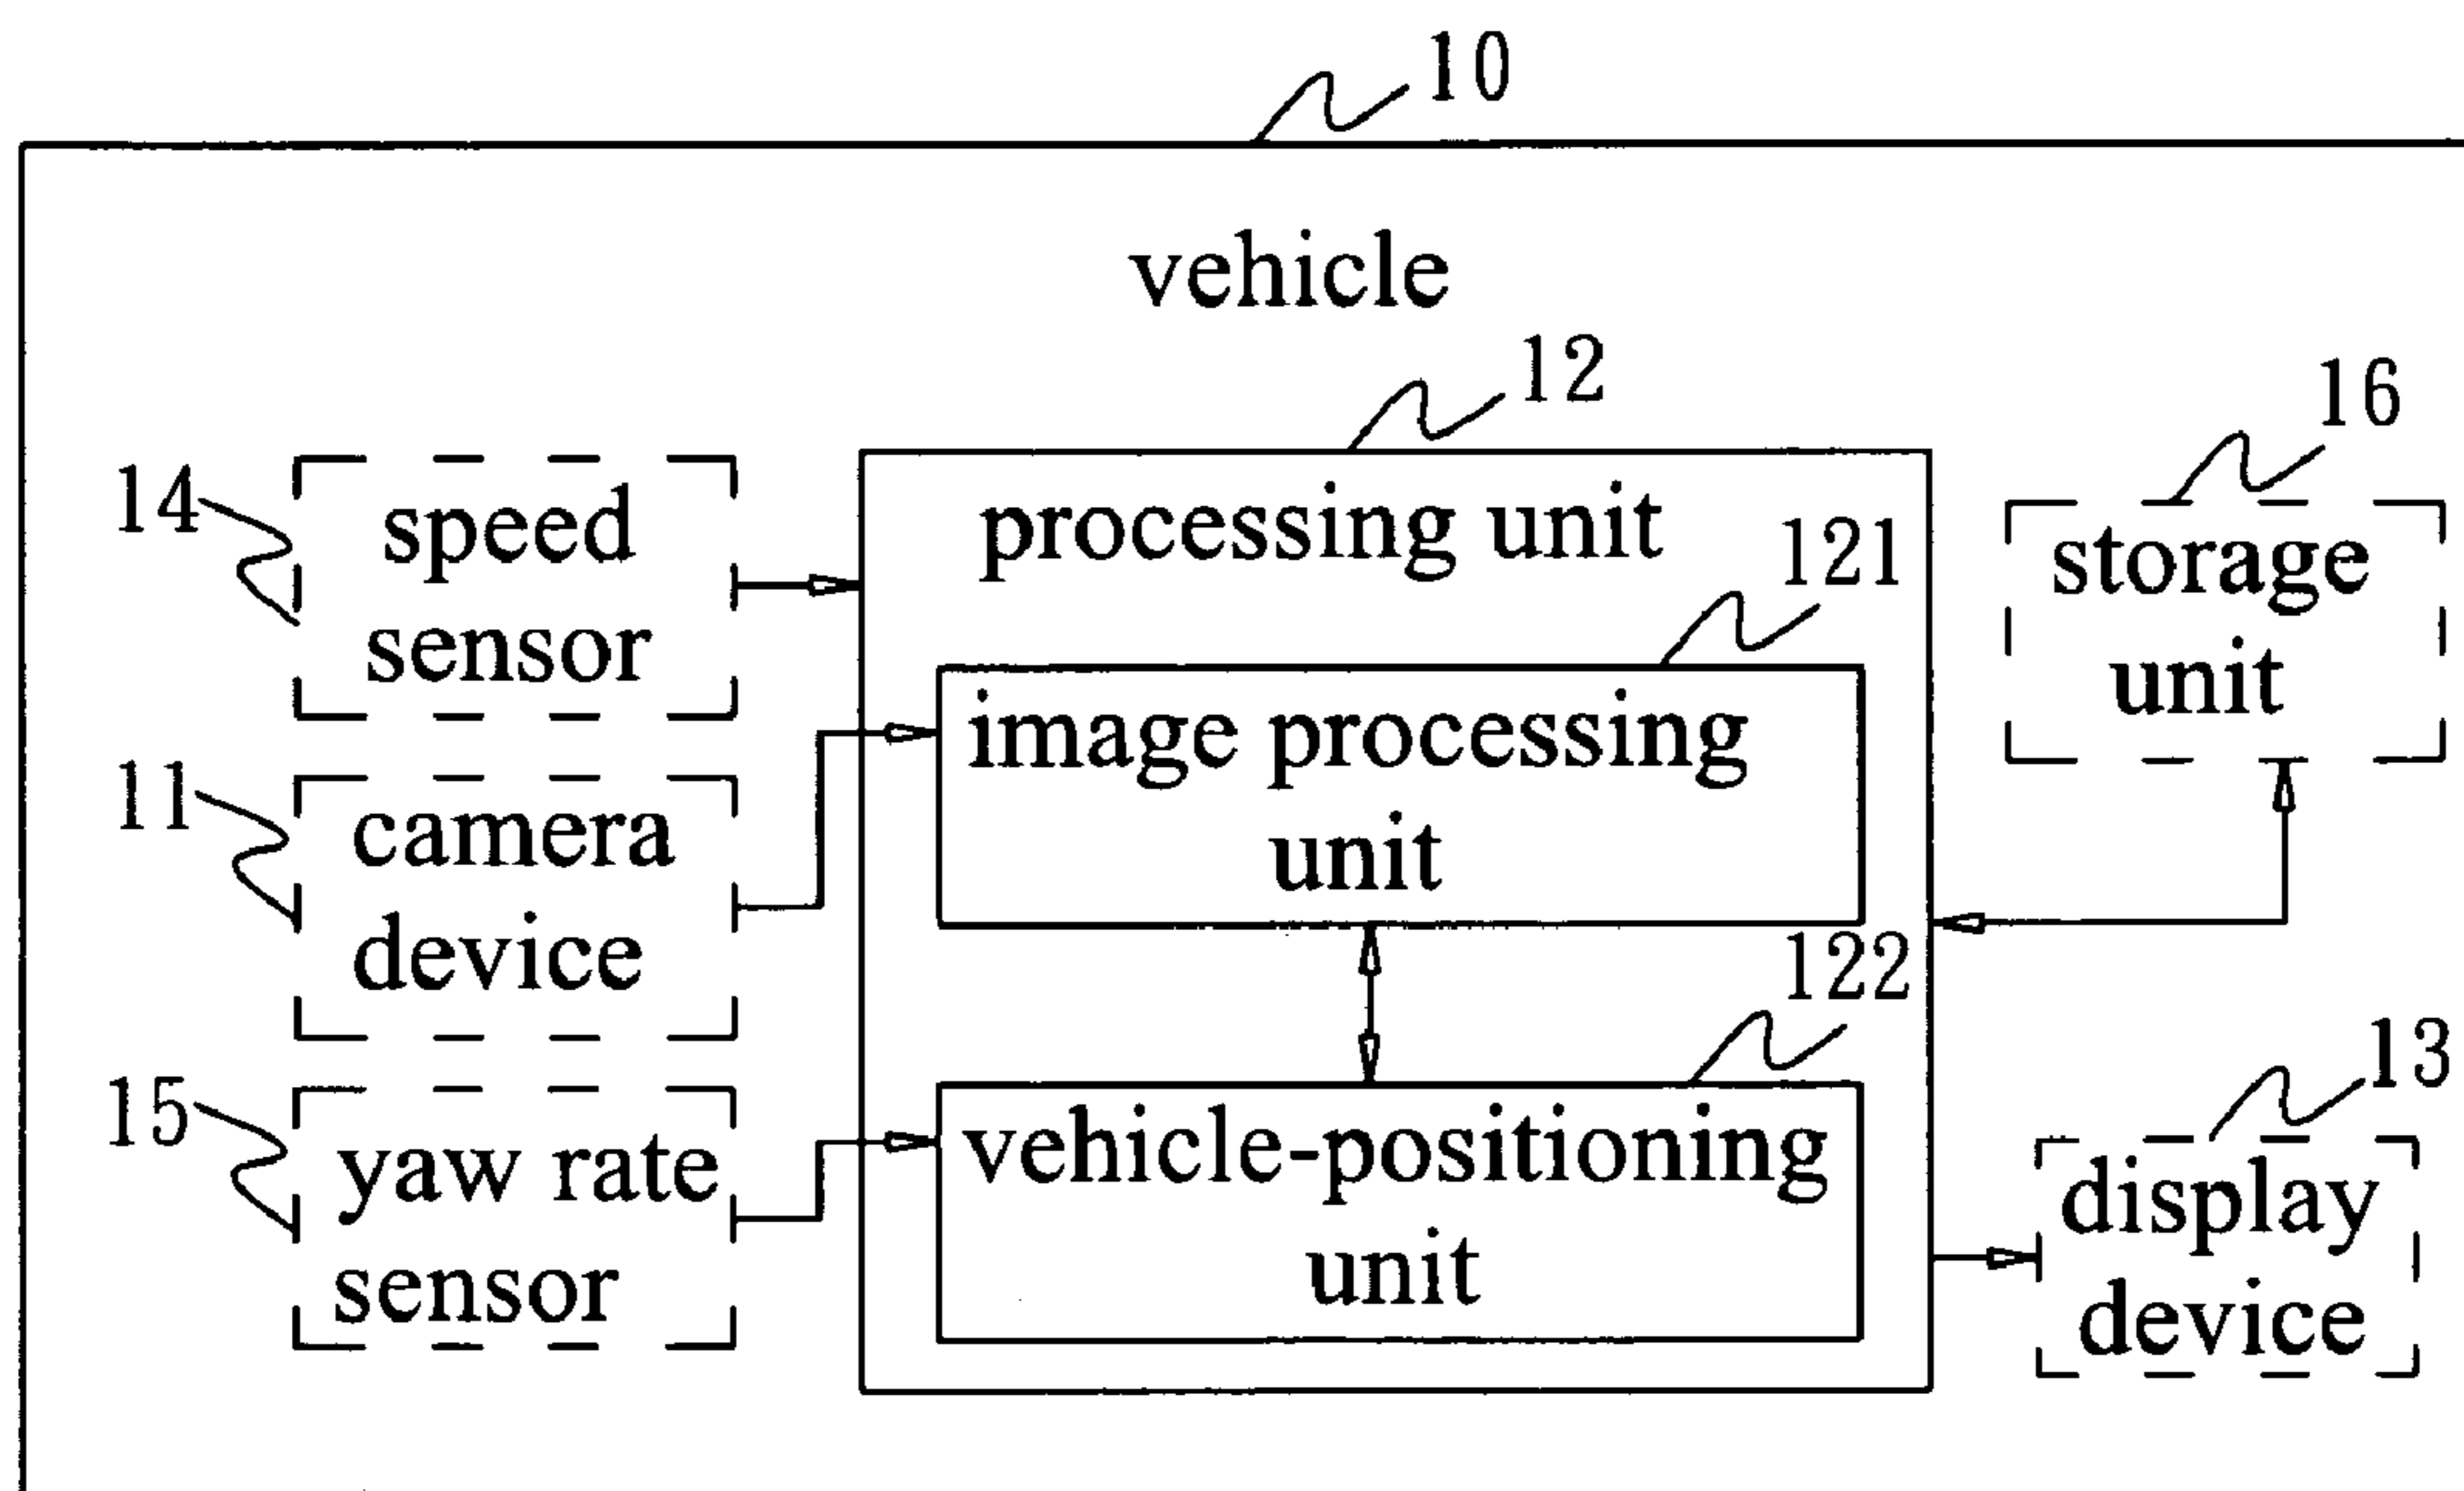 10
vehicle
12
16
14
speed
sensor
processing unit
121
storage
unit
image processing
unit
11
camera
device
122
13
15
yaw rate
sensor
vehicle-positioning
unit
display
device